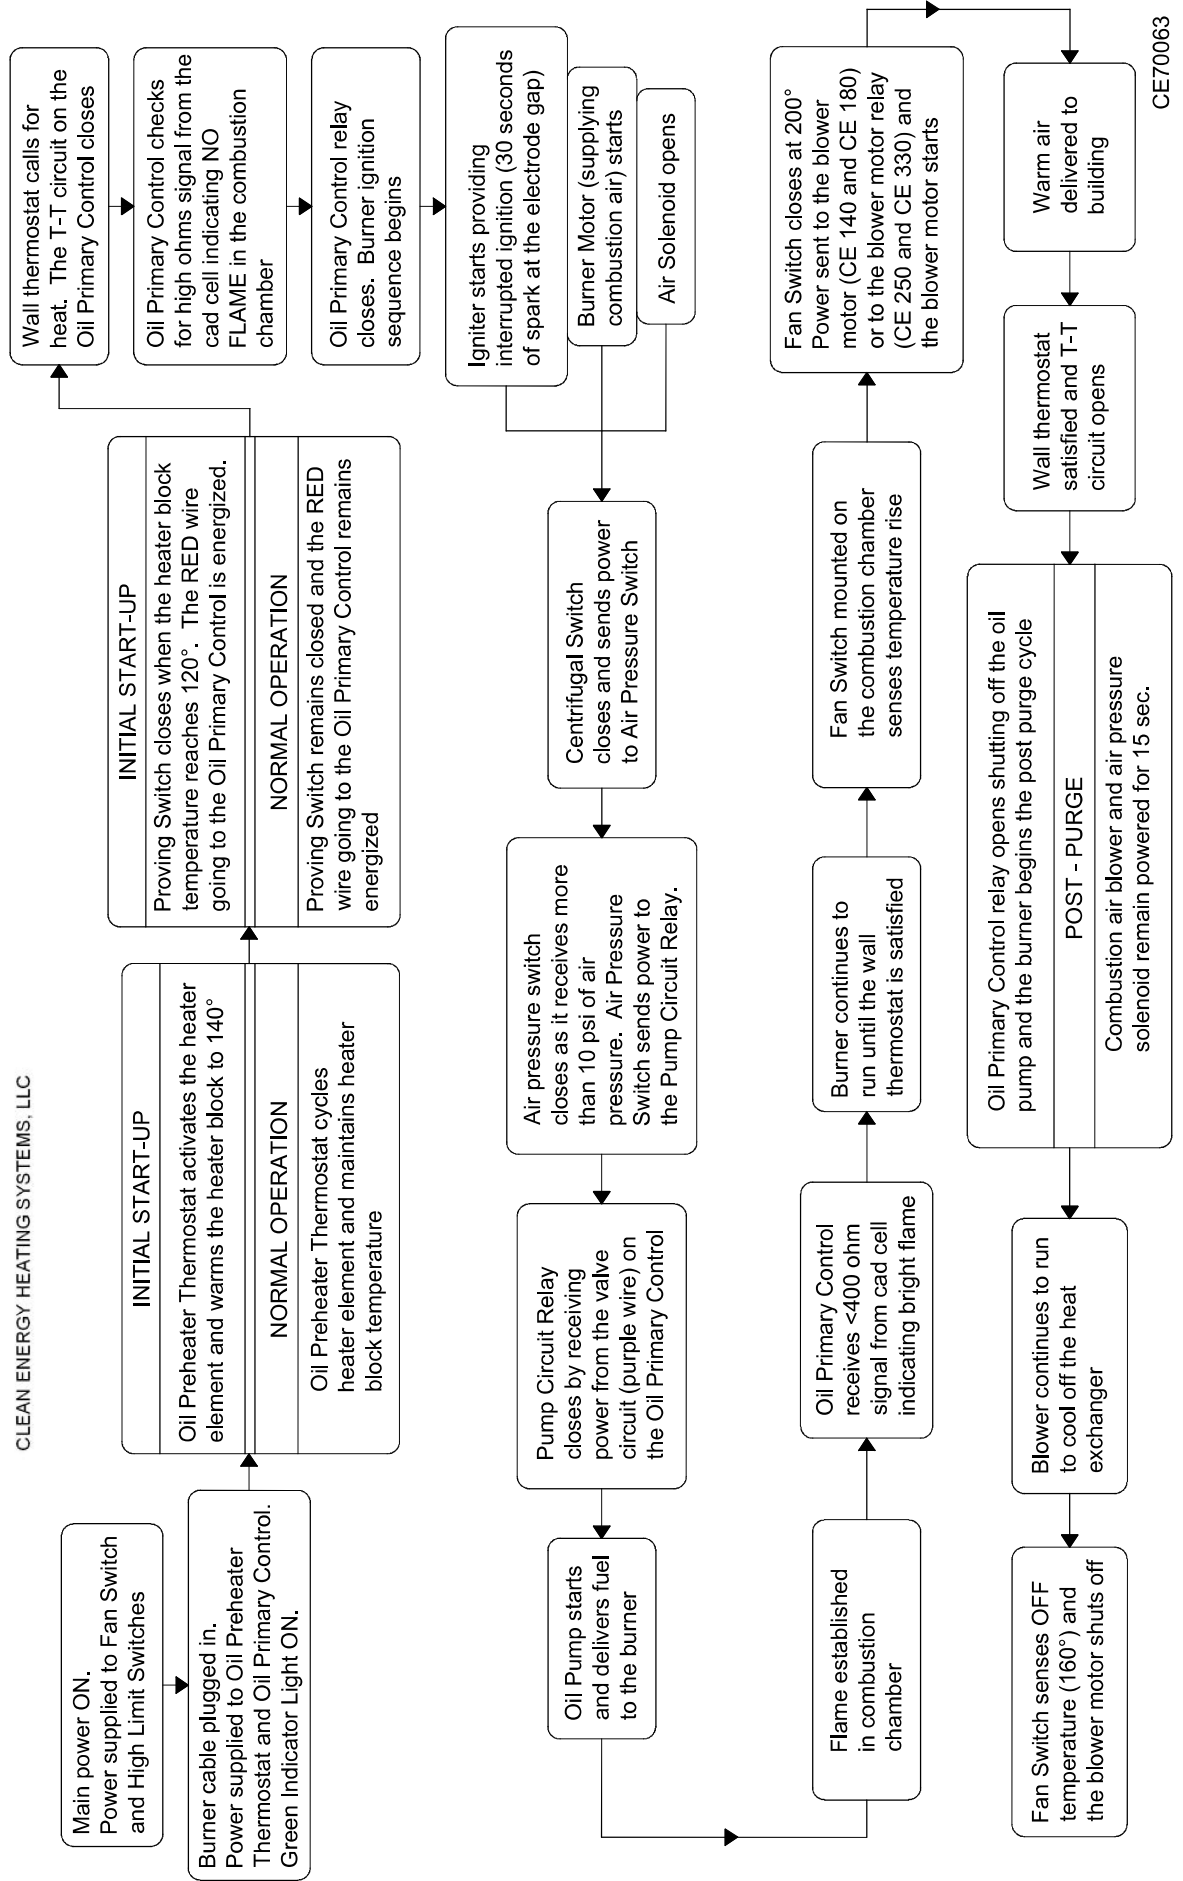 CLEAN ENERGY HEATING SYSTEMS, LLC
Main power ON.
Power supplied to Fan Switch
and High Limit Switches
Burner cable plugged in.
Power supplied to Oil Preheater
Thermostat and Oil Primary Control.
Green Indicator Light ON.
INITIAL START-UP
Oil Preheater Thermostat activates the heater
element and warms the heater block to 140°
NORMAL OPERATION
Oil Preheater Thermostat cycles
heater element and maintains heater
block temperature
INITIAL START-UP
Proving Switch closes when the heater block
temperature reaches 120°. The RED wire
going to the Oil Primary Control is energized.
NORMAL OPERATION
Proving Switch remains closed and the RED
wire going to the Oil Primary Control remains
energized
Wall thermostat calls for
heat. The T-T circuit on the
Oil Primary Control closes
Oil Primary Control checks
for high ohms signal from the
cad cell indicating NO
FLAME in the combustion
chamber
Oil Primary Control relay
closes. Burner ignition
sequence begins
Igniter starts providing
interrupted ignition (30 seconds
of spark at the electrode gap)
Burner Motor (supplying
combustion air) starts
Air Solenoid opens
Centrifugal Switch
closes and sends power
to Air Pressure Switch
Air pressure switch
closes as it receives more
than 10 psi of air
pressure. Air Pressure
Switch sends power to
the Pump Circuit Relay.
Pump Circuit Relay
closes by receiving
power from the valve
circuit (purple wire) on
the Oil Primary Control
Oil Pump starts
and delivers fuel
to the burner
Flame established
in combustion
chamber
Oil Primary Control
receives <400 ohm
signal from cad cell
indicating bright flame
Burner continues to
run until the wall
thermostat is satisfied
Fan Switch mounted on
the combustion chamber
senses temperature rise
Fan Switch closes at 200°
Power sent to the blower
motor (CE 140 and CE 180)
or to the blower motor relay
(CE 250 and CE 330) and
the blower motor starts
Warm air
delivered to
building
Wall thermostat
satisfied and T-T
circuit opens
Oil Primary Control relay opens shutting off the oil
pump and the burner begins the post purge cycle
POST - PURGE
Combustion air blower and air pressure
solenoid remain powered for 15 sec.
Blower continues to run
to cool off the heat
exchanger
Fan Switch senses OFF
temperature (160°) and
the blower motor shuts off
CE70063